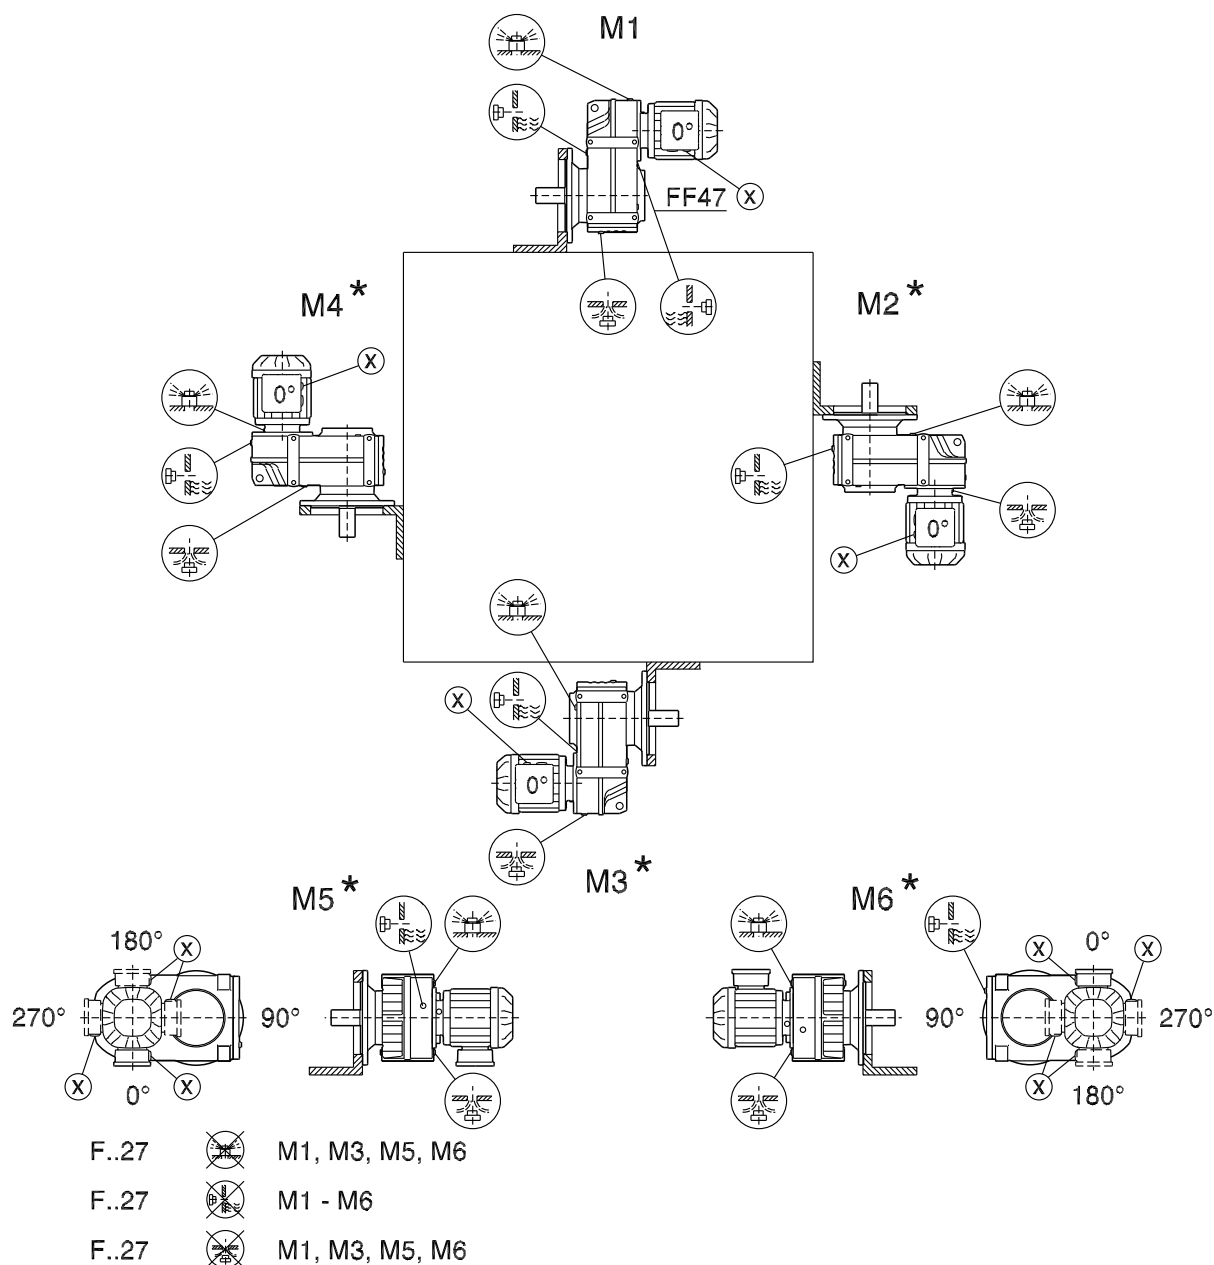 M1
0°
FF47
X
M4*
M2*
X
0°
0°
X
X
0°
M3*
M5*
M6*
180°
X
0°
X
270°
90°
90°
270°
X
0°
X
X
180°
F..27 M1, M3, M5, M6
F..27 M1 - M6
F..27 M1, M3, M5, M6